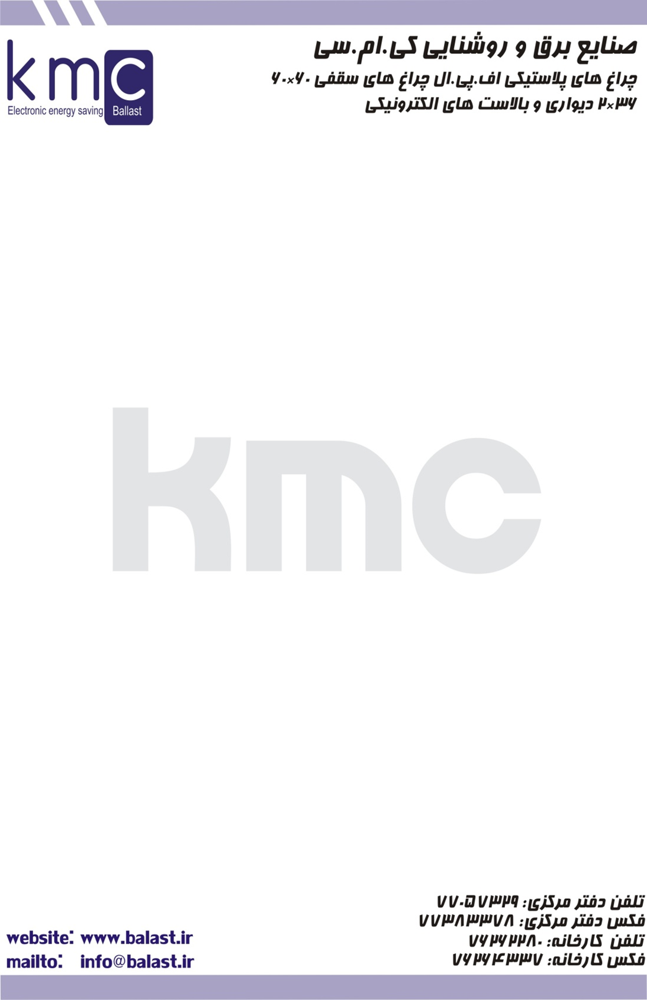 kmc
Electronic energy saving Ballast
صنایع برق و روشنایی کی.ام.سی
چراغ های پلاستیکی اف.پی.ال چراغ های سقفی ۶۰×۶۰
۲×۳۶ دیواری و بالاست های الکترونیکی
kmc
تلفن دفتر مرکزی: ۷۷۰۵۷۳۲۹
فکس دفتر مرکزی: ۷۷۳۸۳۳۷۸
تلفن کارخانه: ۷۶۲۶۲۲۸۰
فکس کارخانه: ۷۶۲۶۴۳۳۷
website: www.balast.ir
mailto: info@balast.ir